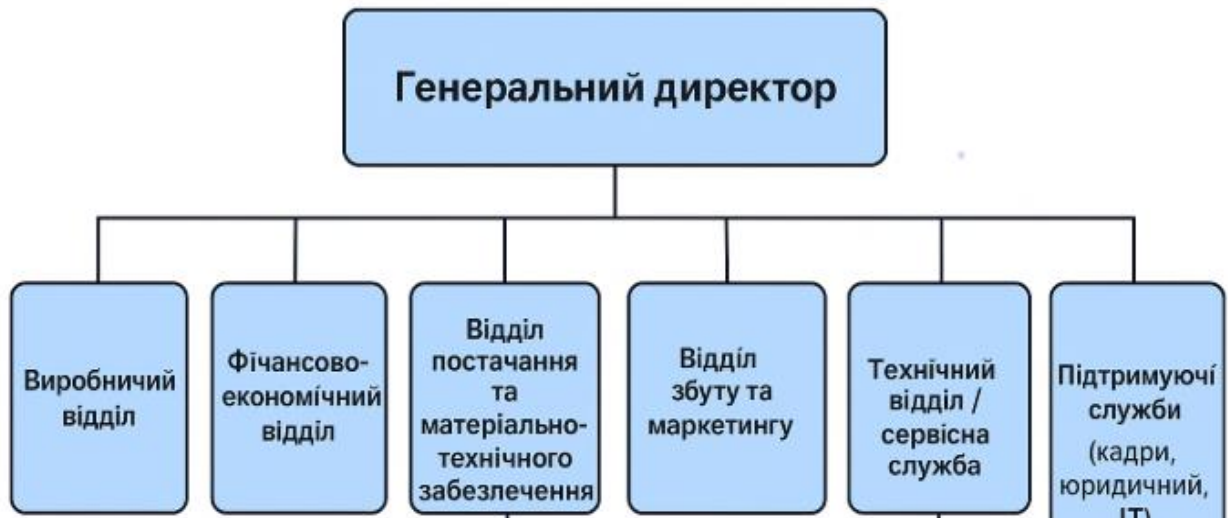 Генеральний директор
Виробничий
відділ
Фічансово-
економічний
відділ
Відділ
постачання
та
матеріально-
технічного
забезлечення
Відділ
збуту та
маркетингу
Технічний
відділ /
сервісна
служба
Підтримуючі
служби
(кадри,
юридичний,
ІТ)